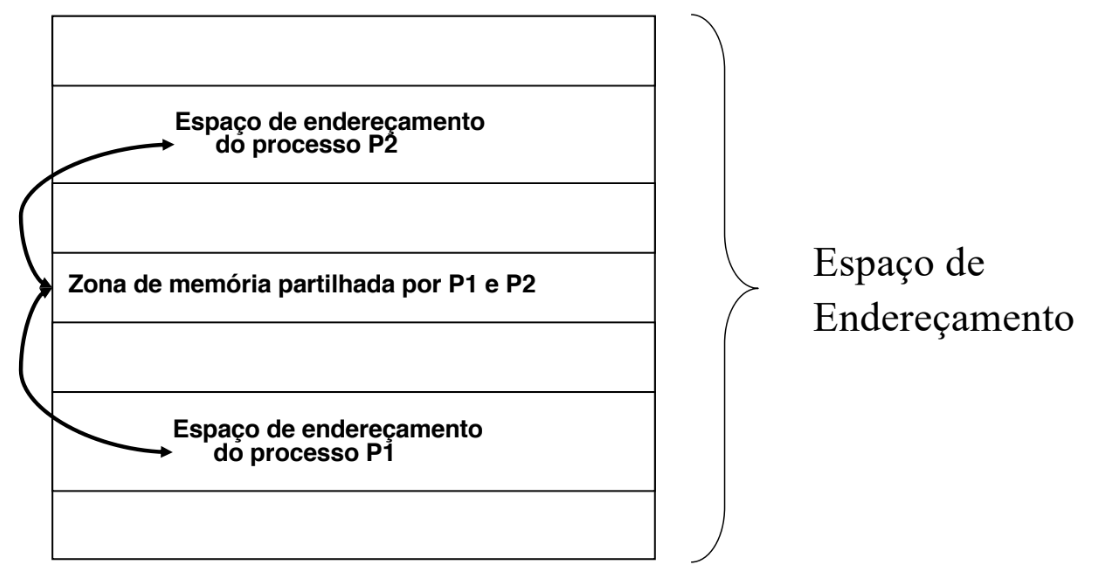 Espaço de endereçamento
do processo P2
Zona de memória partilhada por P1 e P2
Espaço de endereçamento
do processo P1
Espaço de
Endereçamento